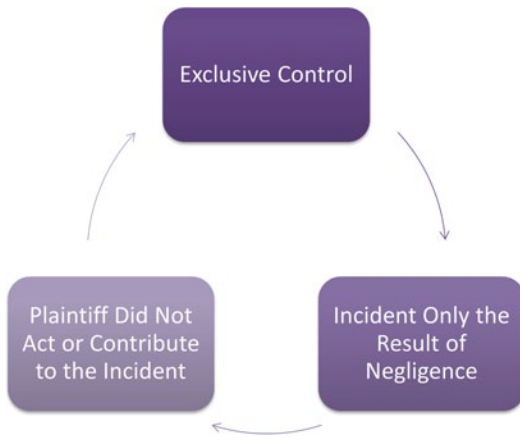 Exclusive Control
Incident Only the
Result of
Negligence
Plaintiff Did Not
Act or Contribute
to the Incident